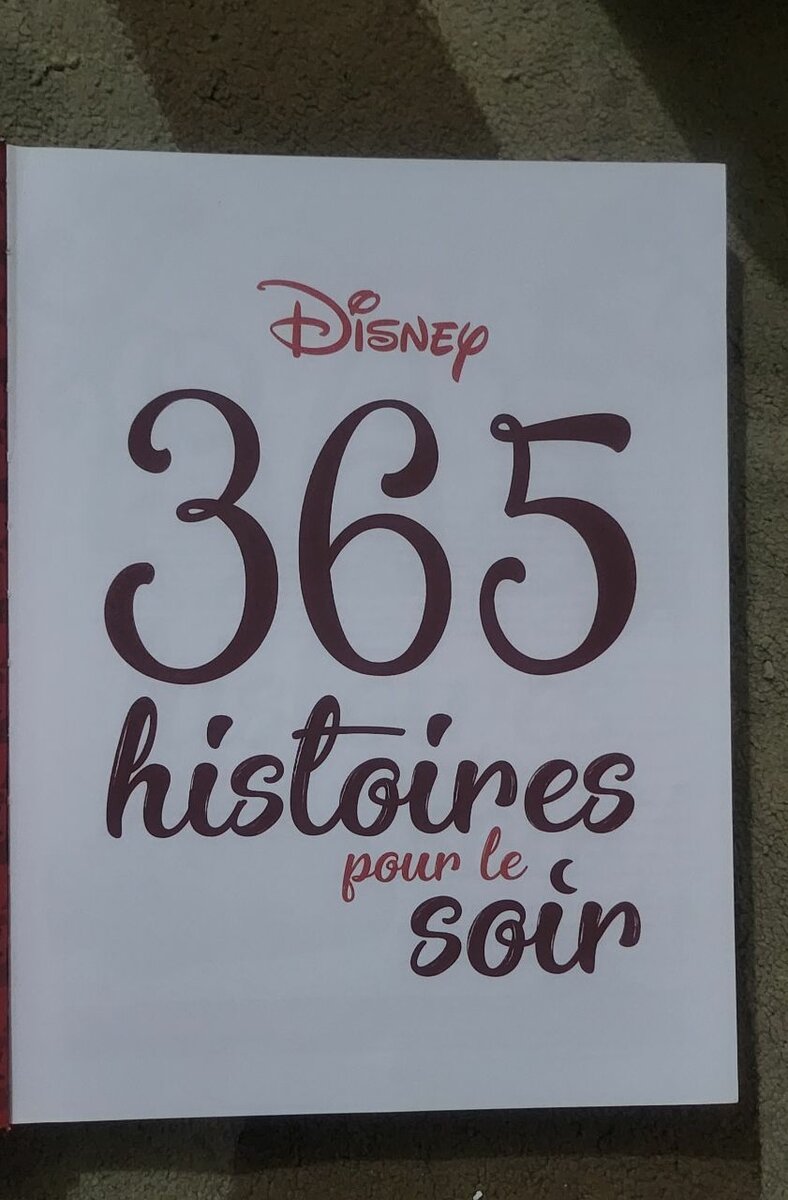 Disney
365
histoires
pour le
soir